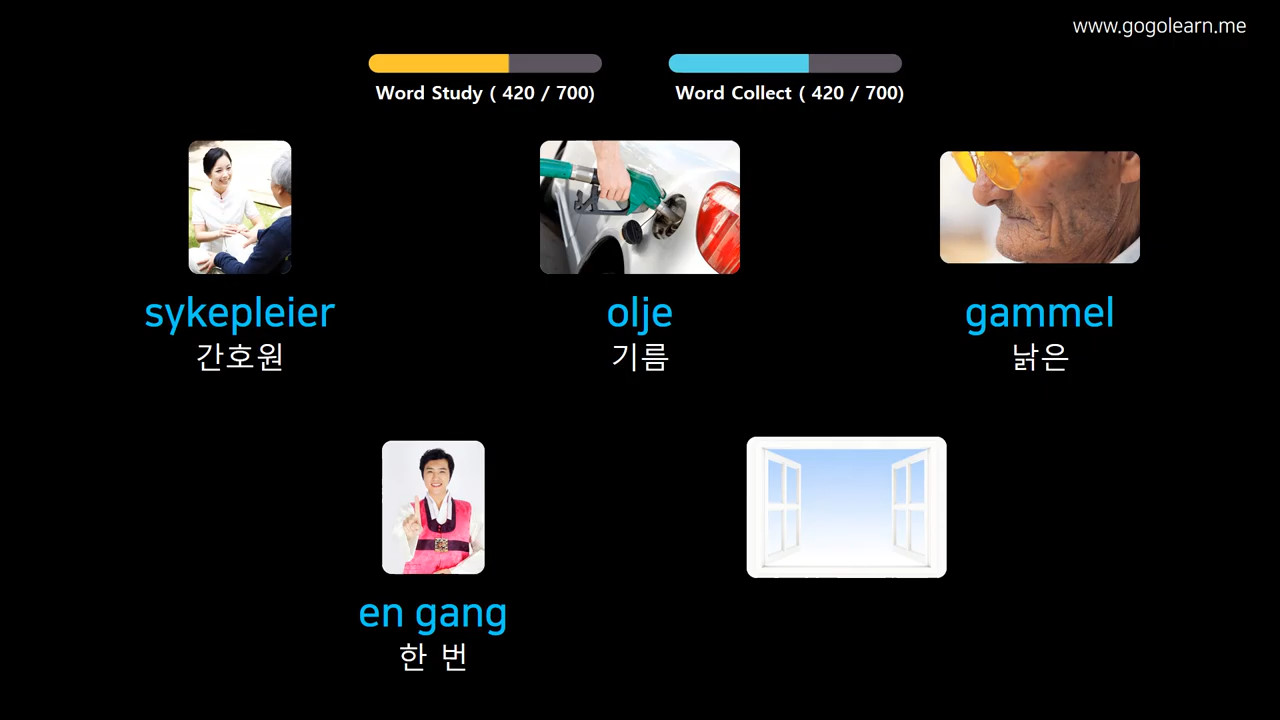 www.gogolearn.me
Word Study ( 420 / 700)
Word Collect ( 420 / 700)
sykepleier
간호원
olje
기름
gammel
낡은
en gang
한 번